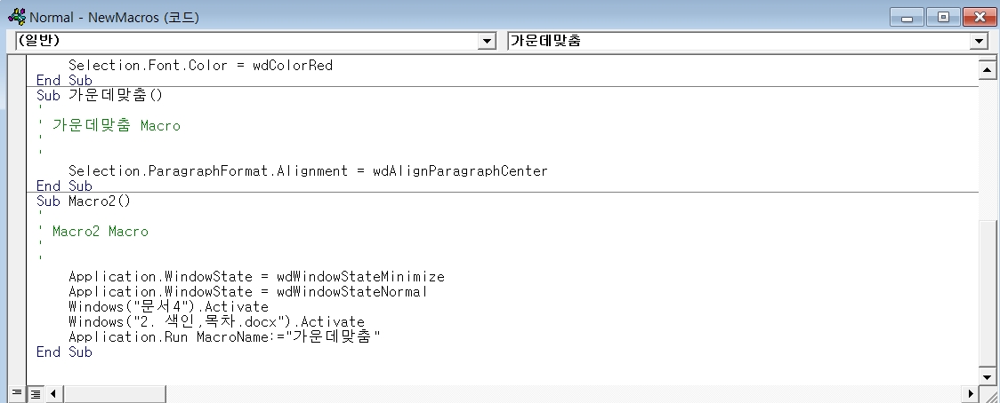 Normal - NewMacros (코드)
(일반) 가운데맞춤
Selection.Font.Color = wdColorRed
End Sub
Sub 가운데맞춤()
'
' 가운데맞춤 Macro
'
'
Selection.ParagraphFormat.Alignment = wdAlignParagraphCenter
End Sub
Sub Macro2()
'
' Macro2 Macro
'
'
Application.WindowState = wdWindowStateMinimize
Application.WindowState = wdWindowStateNormal
Windows("문서4").Activate
Windows("2. 색인,목차.docx").Activate
Application.Run MacroName:="가운데맞춤"
End Sub